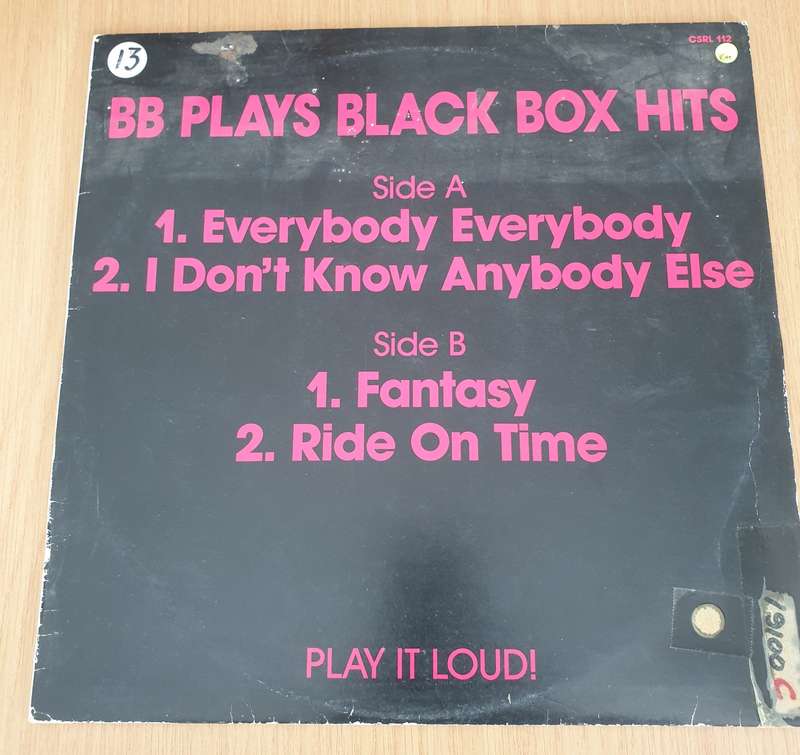 13
CSRL 112
BB PLAYS BLACK BOX HITS
Side A
1. Everybody Everybody
2. I Don't Know Anybody Else
Side B
1. Fantasy
2. Ride On Time
PLAY IT LOUD!